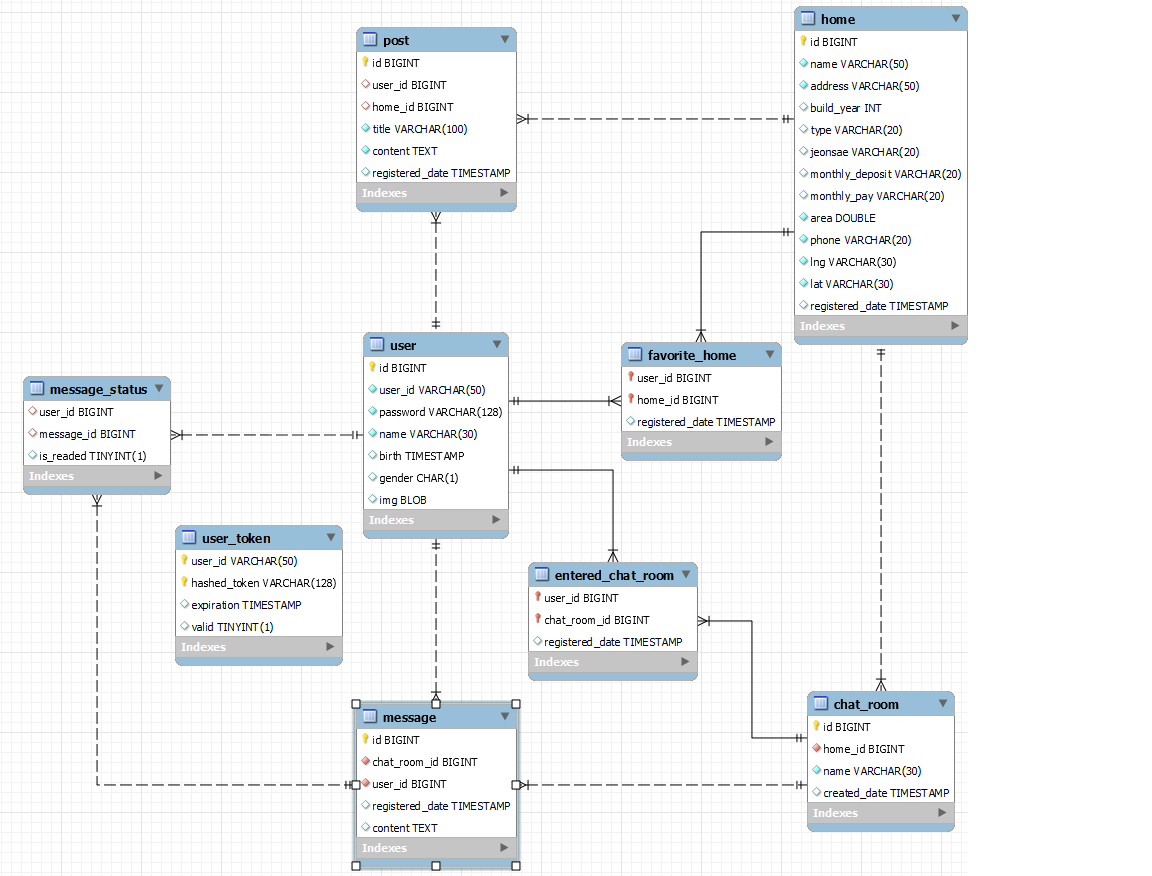 post
id BIGINT
user_id BIGINT
home_id BIGINT
title VARCHAR(100)
content TEXT
registered_date TIMESTAMP
Indexes
home
id BIGINT
name VARCHAR(50)
address VARCHAR(50)
build_year INT
type VARCHAR(20)
jeonsae VARCHAR(20)
monthly_deposit VARCHAR(20)
monthly_pay VARCHAR(20)
area DOUBLE
phone VARCHAR(20)
lng VARCHAR(30)
lat VARCHAR(30)
registered_date TIMESTAMP
Indexes
user
id BIGINT
user_id VARCHAR(50)
password VARCHAR(128)
name VARCHAR(30)
birth TIMESTAMP
gender CHAR(1)
img BLOB
Indexes
favorite_home
user_id BIGINT
home_id BIGINT
registered_date TIMESTAMP
Indexes
message_status
user_id BIGINT
message_id BIGINT
is_readed TINYINT(1)
Indexes
user_token
user_id VARCHAR(50)
hashed_token VARCHAR(128)
expiration TIMESTAMP
valid TINYINT(1)
Indexes
entered_chat_room
user_id BIGINT
chat_room_id BIGINT
registered_date TIMESTAMP
Indexes
message
id BIGINT
chat_room_id BIGINT
user_id BIGINT
registered_date TIMESTAMP
content TEXT
Indexes
chat_room
id BIGINT
home_id BIGINT
name VARCHAR(30)
created_date TIMESTAMP
Indexes